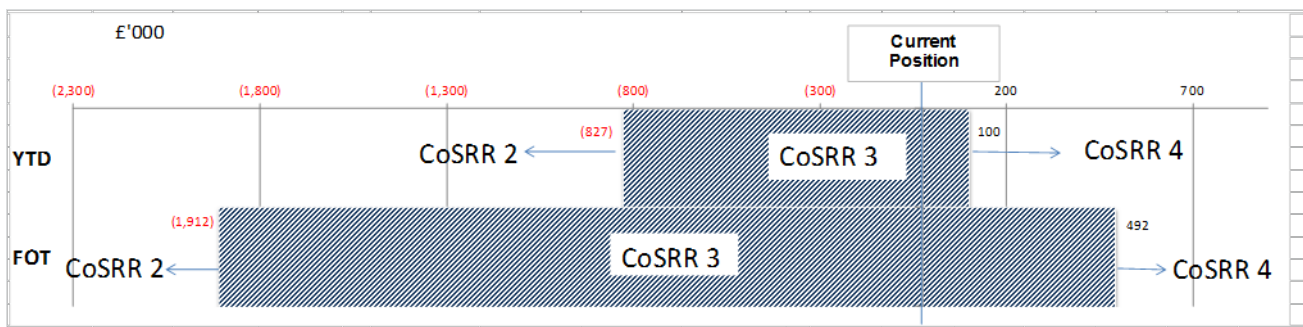 £'000
Current
Position
(2,300) (1,800) (1,300) (800) (300) 200 700
YTD CoSRR 2 (827) CoSRR 3 100 CoSRR 4
FOT CoSRR 2 (1,912) CoSRR 3 492 CoSRR 4